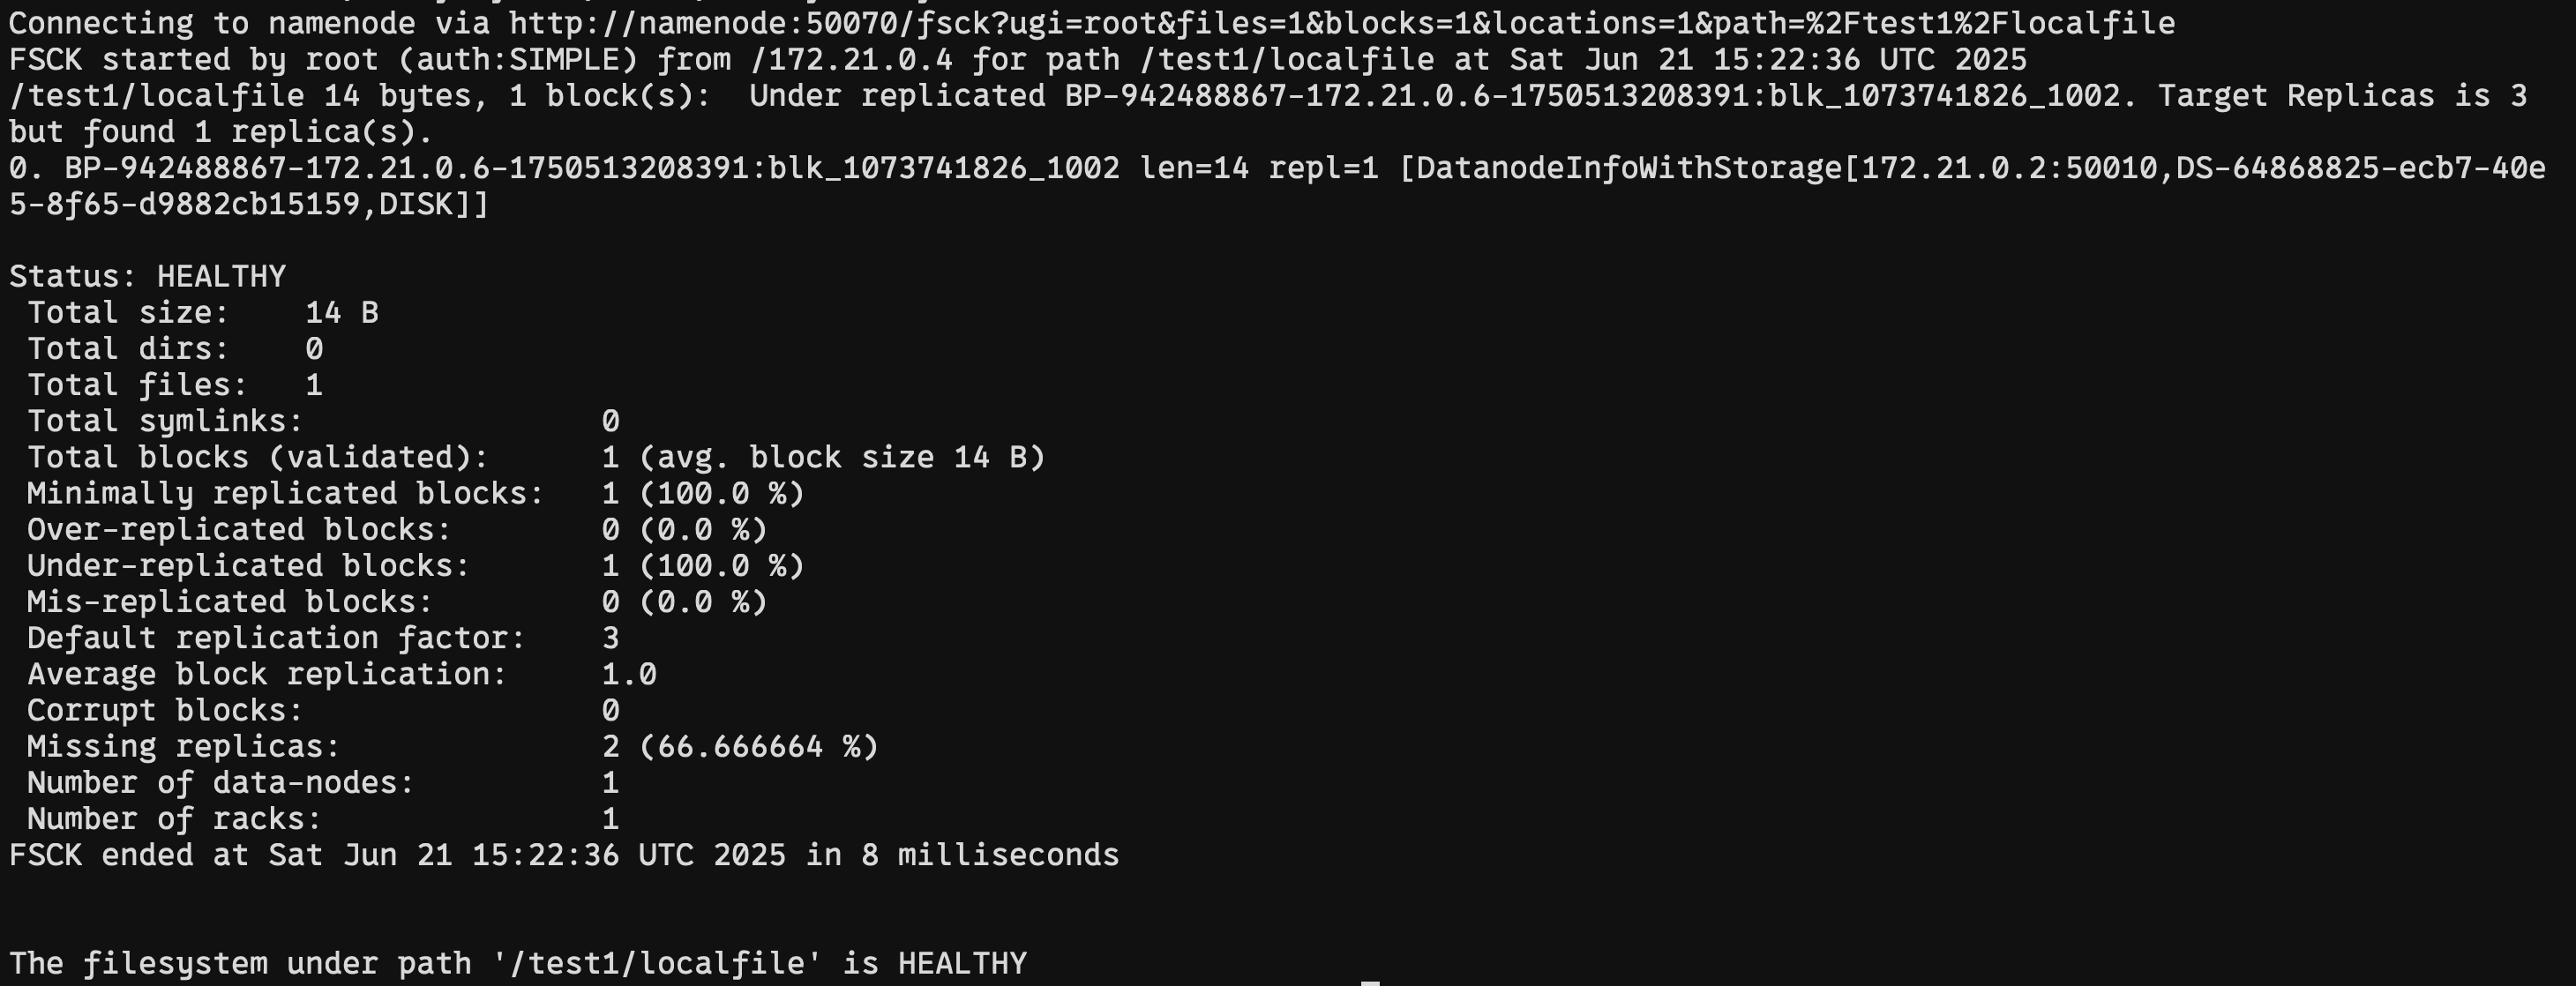 Connecting to namenode via http://namenode:50070/fsck?ugi=root&files=1&blocks=1&locations=1&path=%2Ftest1%2Flocalfile
FSCK started by root (auth:SIMPLE) from /172.21.0.4 for path /test1/localfile at Sat Jun 21 15:22:36 UTC 2025
/test1/localfile 14 bytes, 1 block(s):  Under replicated BP-942488867-172.21.0.6-1750513208391:blk_1073741826_1002. Target Replicas is 3
but found 1 replica(s).
0. BP-942488867-172.21.0.6-1750513208391:blk_1073741826_1002 len=14 repl=1 [DatanodeInfoWithStorage[172.21.0.2:50010,DS-64868825-ecb7-40e
5-8f65-d9882cb15159,DISK]]
Status: HEALTHY
Total size:    14 B
Total dirs:    0
Total files:   1
Total symlinks:                0
Total blocks (validated):      1 (avg. block size 14 B)
Minimally replicated blocks:   1 (100.0 %)
Over-replicated blocks:        0 (0.0 %)
Under-replicated blocks:       1 (100.0 %)
Mis-replicated blocks:         0 (0.0 %)
Default replication factor:    3
Average block replication:     1.0
Corrupt blocks:                0
Missing replicas:              2 (66.666664 %)
Number of data-nodes:          1
Number of racks:               1
FSCK ended at Sat Jun 21 15:22:36 UTC 2025 in 8 milliseconds
The filesystem under path '/test1/localfile' is HEALTHY